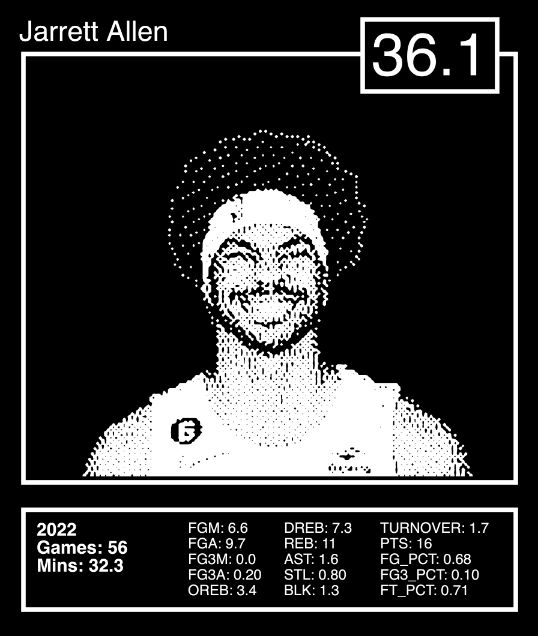 Jarrett Allen
36.1
6
2022
Games: 56
Mins: 32.3
FGM: 6.6
FGA: 9.7
FG3M: 0.0
FG3A: 0.20
OREB: 3.4
DREB: 7.3
REB: 11
AST: 1.6
STL: 0.80
BLK: 1.3
TURNOVER: 1.7
PTS: 16
FG_PCT: 0.68
FG3_PCT: 0.10
FT_PCT: 0.71